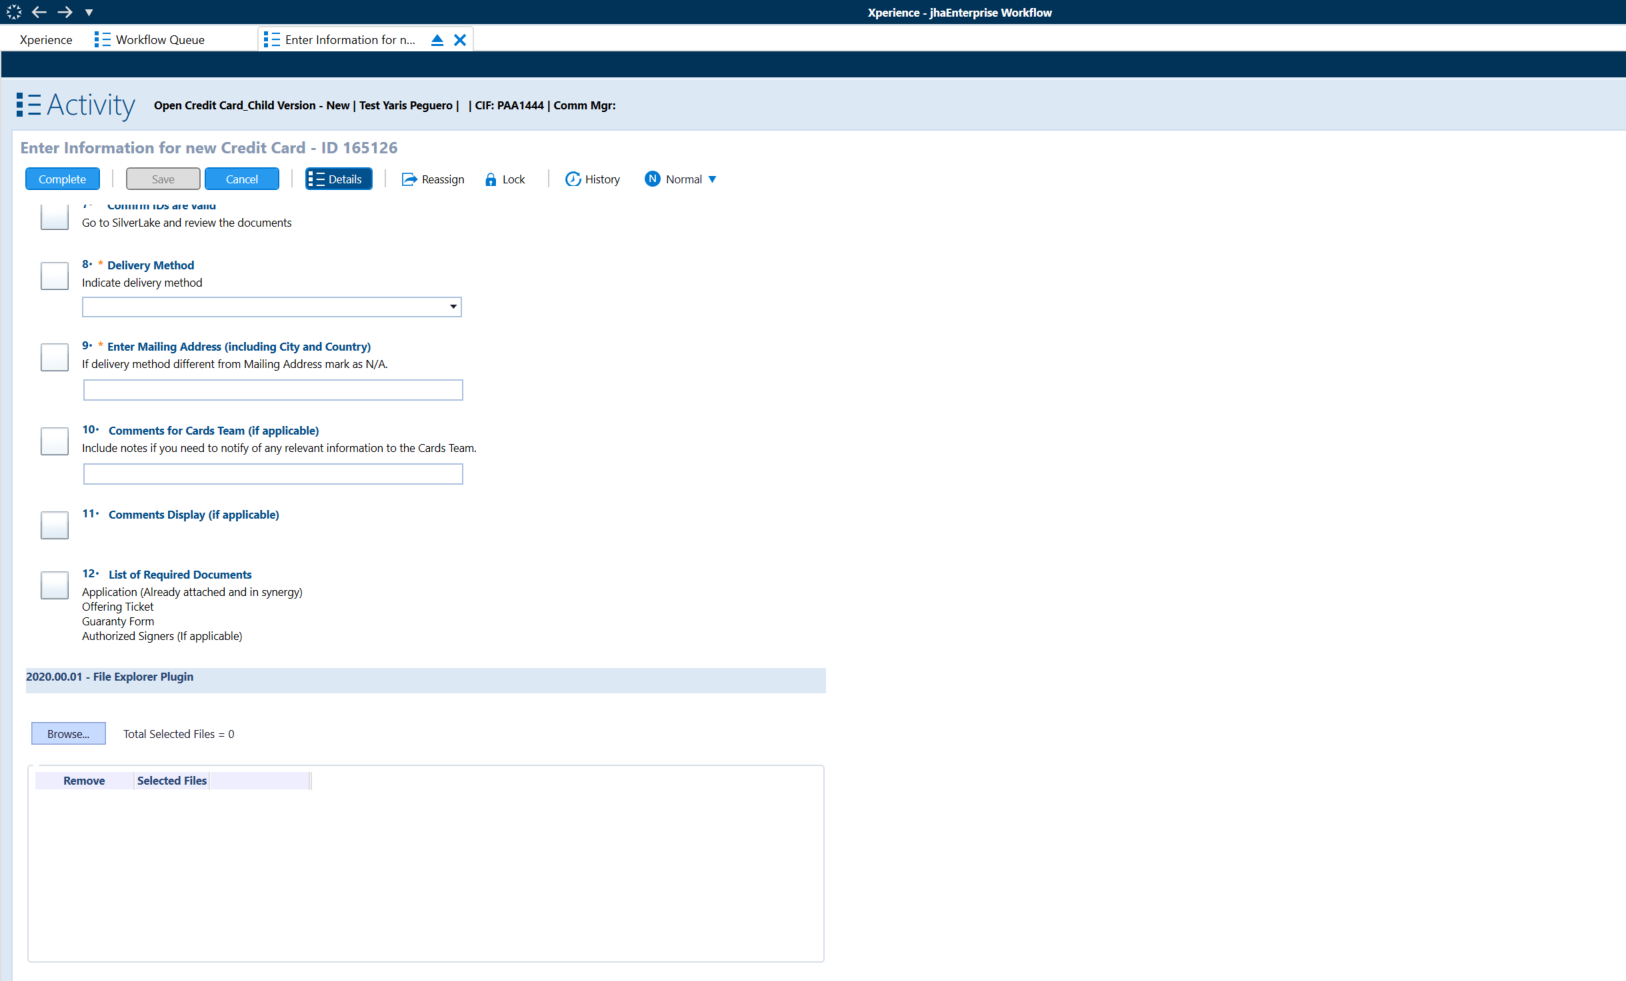 Xperience - jhaEnterprise Workflow
Xperience
Workflow Queue
Enter Information for n...
Activity
Open Credit Card_Child Version - New | Test Yaris Peguero |   | CIF: PAA1444 | Comm Mgr:
Enter Information for new Credit Card - ID 165126
Complete
Save
Cancel
Details
Reassign
Lock
History
N Normal
7• Confirm IDs are valid
Go to SilverLake and review the documents
8• * Delivery Method
Indicate delivery method
9• * Enter Mailing Address (including City and Country)
If delivery method different from Mailing Address mark as N/A.
10• Comments for Cards Team (if applicable)
Include notes if you need to notify of any relevant information to the Cards Team.
11• Comments Display (if applicable)
12• List of Required Documents
Application (Already attached and in synergy)
Offering Ticket
Guaranty Form
Authorized Signers (If applicable)
2020.00.01 - File Explorer Plugin
Browse...
Total Selected Files = 0
Remove
Selected Files